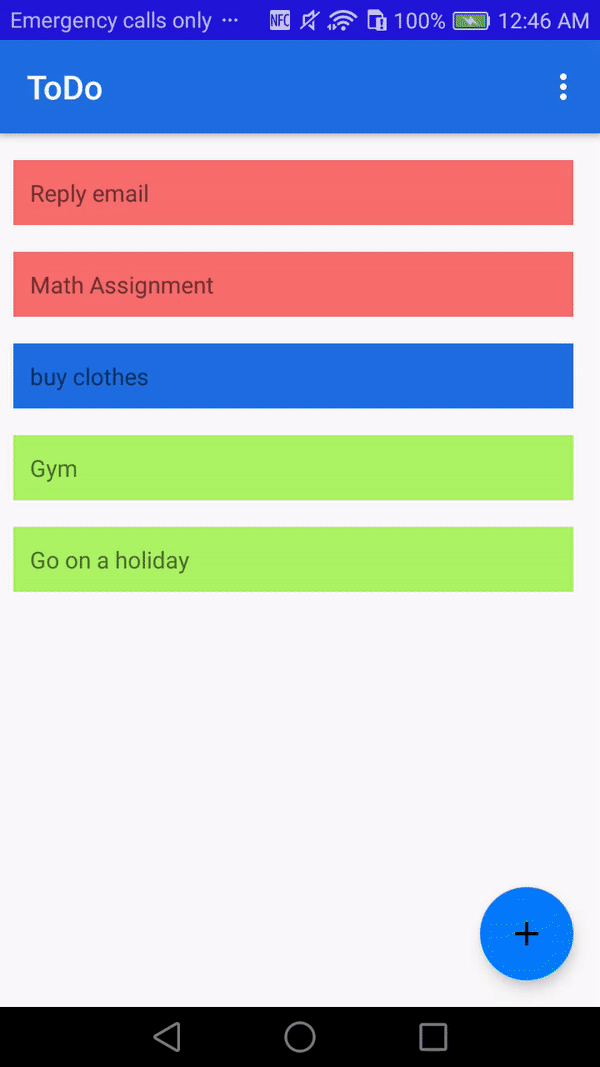 Emergency calls only ··· NFC 100% 12:46 AM
ToDo
Reply email
Math Assignment
buy clothes
Gym
Go on a holiday
+